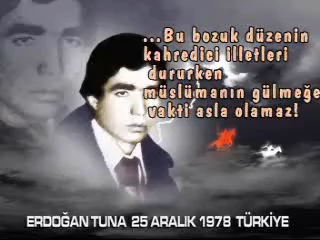 ...Bu bozuk düzenin
kahredici illetleri
dururken
müslümanın gülmeğe
vakti asla olamaz!
ERDOĞAN TUNA 25 ARALIK 1978 TÜRKİYE